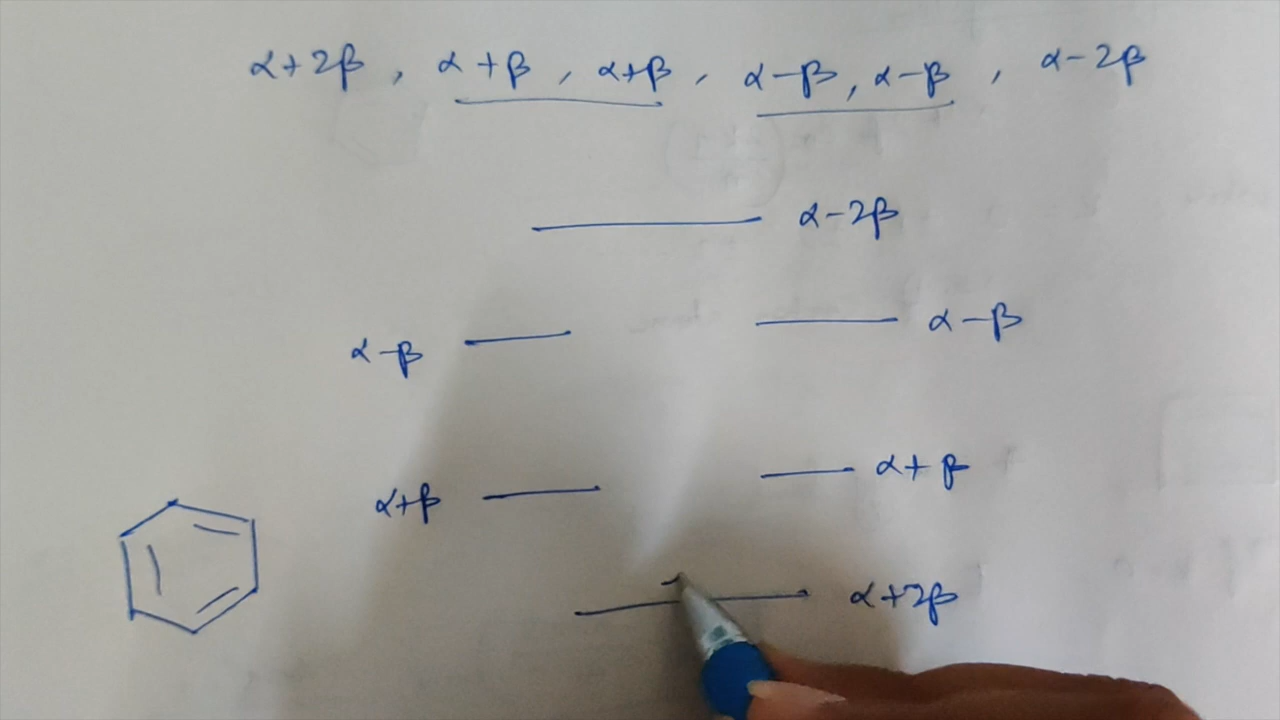 α+2β, α+β, α+β, α-β, α-β, α-2β
α-2β
α-β α-β
α+β α+β
α+2β